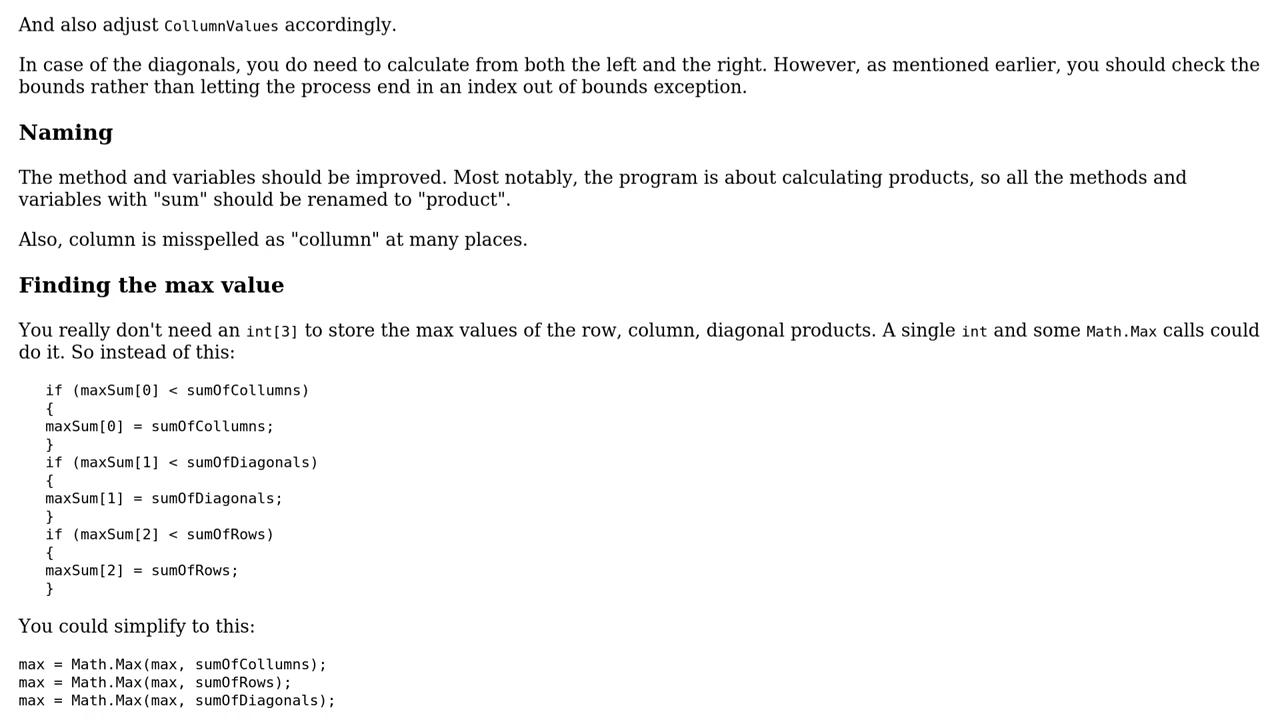 And also adjust CollumnValues accordingly.
In case of the diagonals, you do need to calculate from both the left and the right. However, as mentioned earlier, you should check the
bounds rather than letting the process end in an index out of bounds exception.
Naming
The method and variables should be improved. Most notably, the program is about calculating products, so all the methods and
variables with "sum" should be renamed to "product".
Also, column is misspelled as "collumn" at many places.
Finding the max value
You really don't need an int[3] to store the max values of the row, column, diagonal products. A single int and some Math.Max calls could
do it. So instead of this:
if (maxSum[0] < sumOfCollumns)
{
maxSum[0] = sumOfCollumns;
}
if (maxSum[1] < sumOfDiagonals)
{
maxSum[1] = sumOfDiagonals;
}
if (maxSum[2] < sumOfRows)
{
maxSum[2] = sumOfRows;
}
You could simplify to this:
max = Math.Max(max, sumOfCollumns);
max = Math.Max(max, sumOfRows);
max = Math.Max(max, sumOfDiagonals);